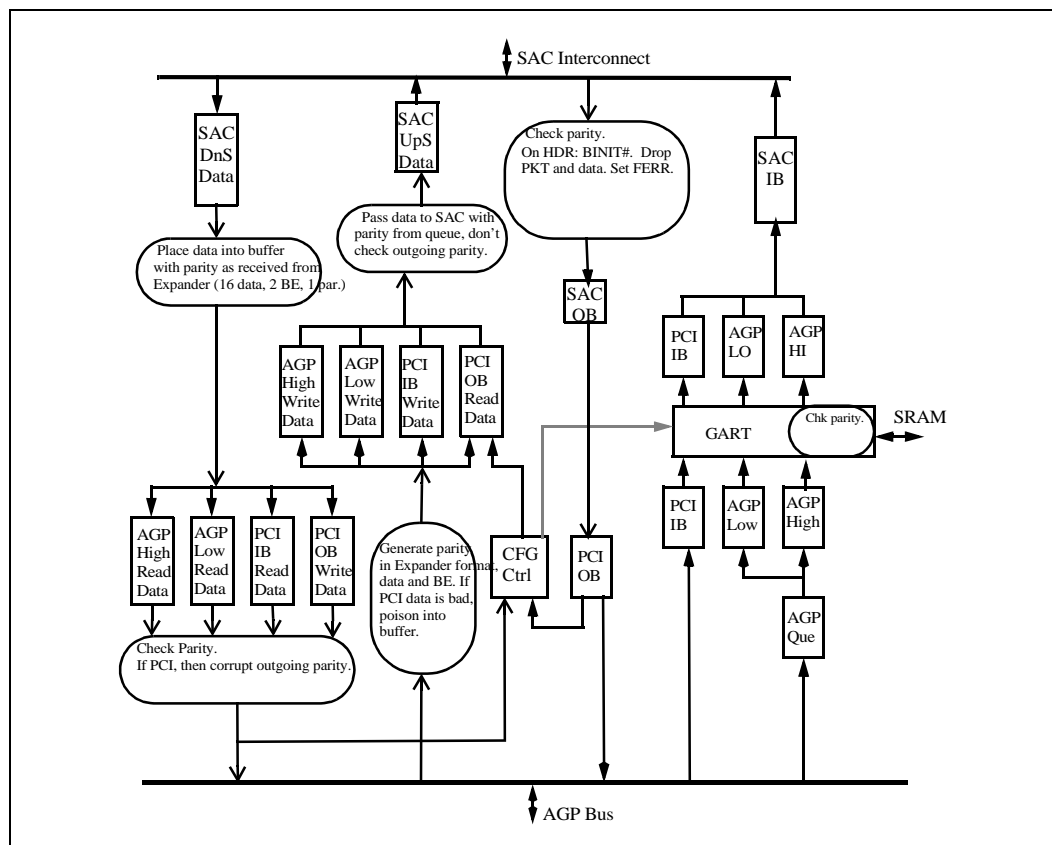 SAC Interconnect
SAC
DnS
Data
SAC
UpS
Data
Check parity.
On HDR: BINIT#.  Drop
PKT and data. Set FERR.
SAC
IB
Place data into buffer
with parity as received from
Expander (16 data, 2 BE, 1 par.)
Pass data to SAC with
parity from queue, don't
check outgoing parity.
SAC
OB
PCI
IB
AGP
LO
AGP
HI
AGP
High
Write
Data
AGP
Low
Write
Data
PCI
IB
Write
Data
PCI
OB
Read
Data
GART
Chk parity.
SRAM
PCI
IB
AGP
Low
AGP
High
AGP
High
Read
Data
AGP
Low
Read
Data
PCI
IB
Read
Data
PCI
OB
Write
Data
Generate parity
in Expander format,
data and BE. If
PCI data is bad,
poison into
buffer.
CFG
Ctrl
PCI
OB
AGP
Que
Check Parity.
If PCI, then corrupt outgoing parity.
AGP Bus